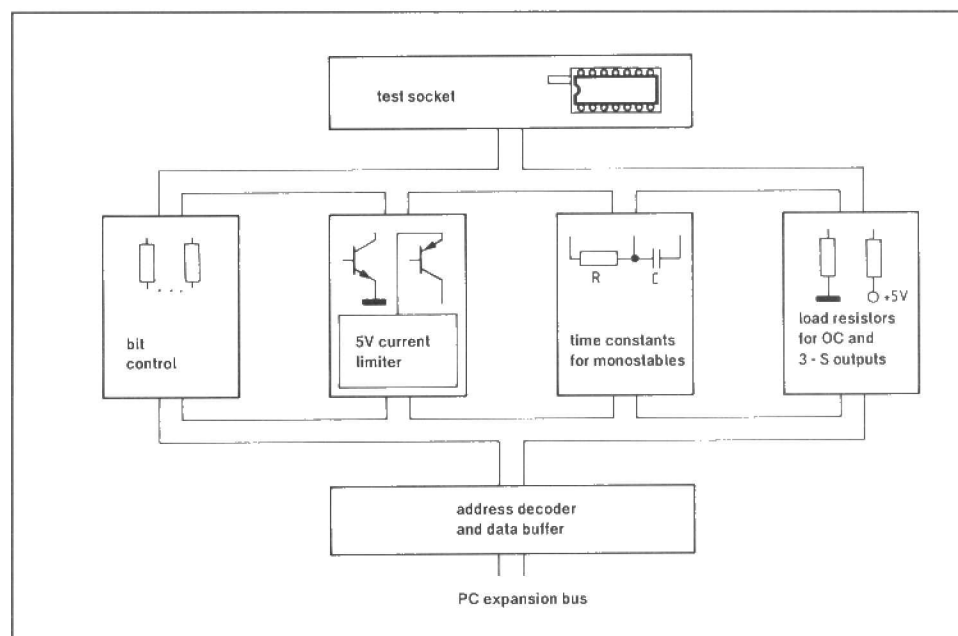 test socket
bit
control
5V current
limiter
R
C
time constants
for monostables
+5V
load resistors
for OC and
3 - S outputs
address decoder
and data buffer
PC expansion bus